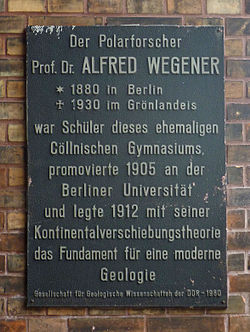 Der Polarforscher
Prof. Dr. ALFRED WEGENER
* 1880 in Berlin
✝ 1930 im Grönlandeis
war Schüler dieses ehemaligen
Cöllnischen Gymnasiums,
promovierte 1905 an der
Berliner Universität
und legte 1912 mit seiner
Kontinentalverschiebungstheorie
das Fundament für eine moderne
Geologie
Gesellschaft für Geologische Wissenschaften der DDR - 1980